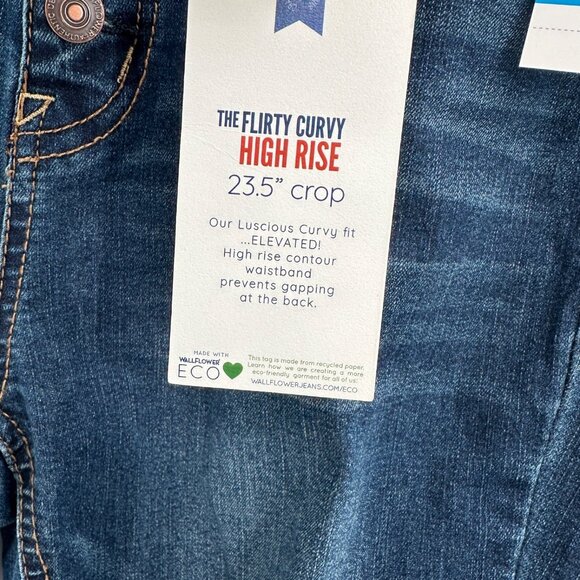 THE FLIRTY CURVY
HIGH RISE
23.5" crop
Our Luscious Curvy fit
...ELEVATED!
High rise contour
waistband
prevents gapping
at the back.
MADE WITH
WALLFLOWER
ECO
This tag is made from recycled paper.
Learn how we are creating a more
eco-friendly garment for all of us:
WALLFLOWERJEANS.COM/ECO